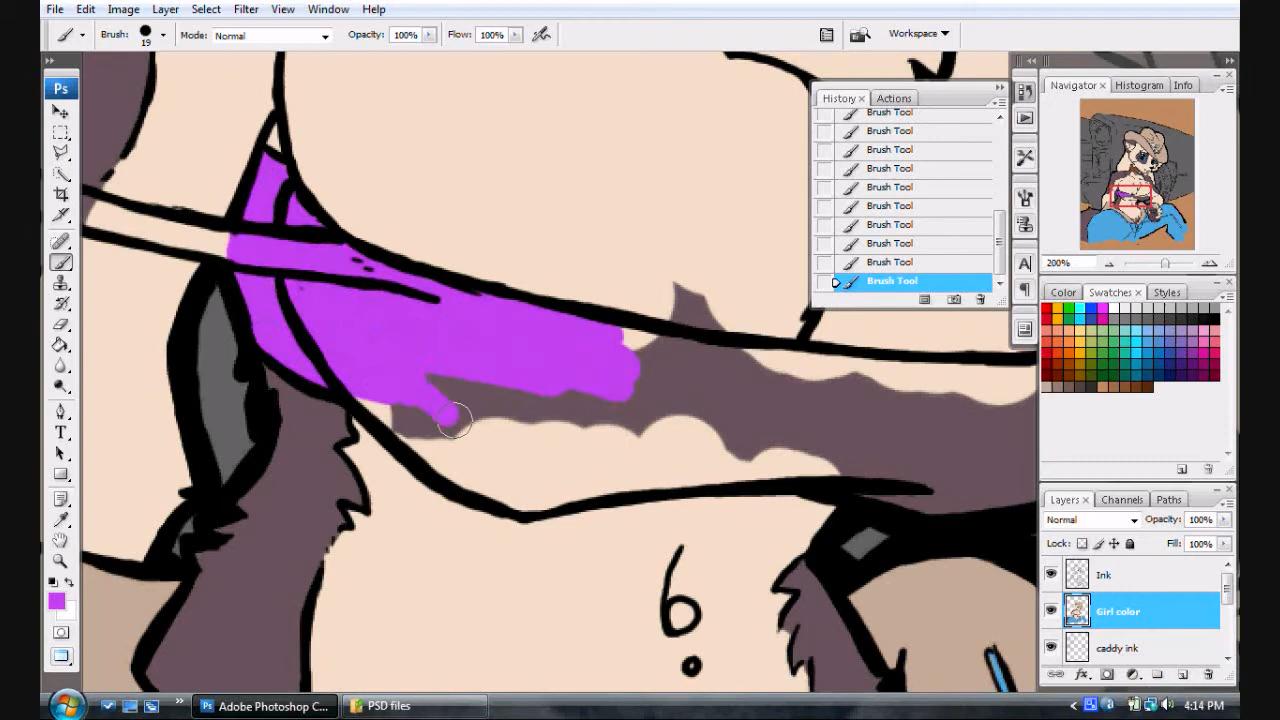 File Edit Image Layer Select Filter View Window Help
Brush: 19 Mode: Normal Opacity: 100% Flow: 100% Workspace
Ps
History Actions
Brush Tool
Brush Tool
Brush Tool
Brush Tool
Brush Tool
Brush Tool
Brush Tool
Brush Tool
Brush Tool
Brush Tool
Navigator Histogram Info
200%
Color Swatches Styles
Layers Channels Paths
Normal Opacity: 100%
Lock: Fill: 100%
Ink
Girl color
caddy ink
Adobe Photoshop C... PSD files 4:14 PM